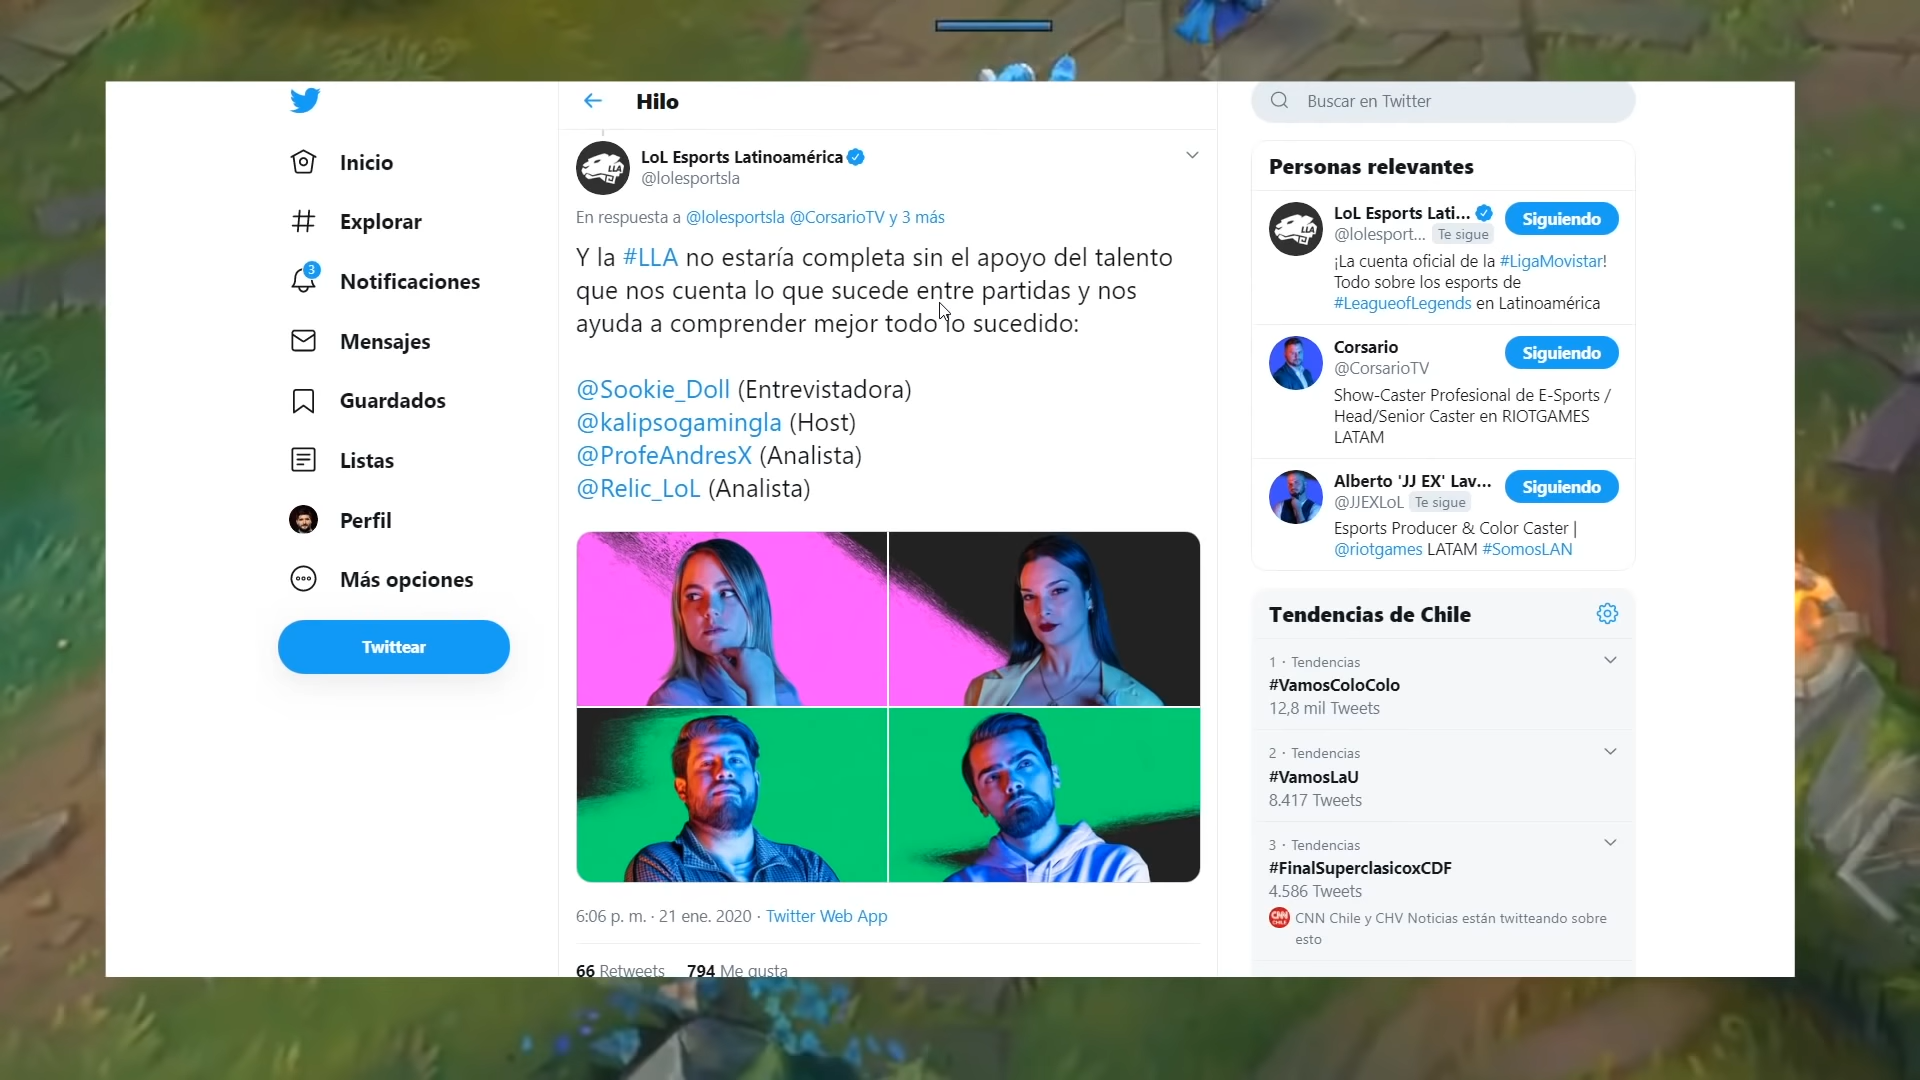 Inicio
Explorar
3
Notificaciones
Mensajes
Guardados
Listas
Perfil
Más opciones
Twittear
Hilo
LoL Esports Latinoamérica
@lolesportsla
En respuesta a @lolesportsla @CorsarioTV y 3 más
Y la #LLA no estaría completa sin el apoyo del talento
que nos cuenta lo que sucede entre partidas y nos
ayuda a comprender mejor todo lo sucedido:
@Sookie_Doll (Entrevistadora)
@kalipsogamingla (Host)
@ProfeAndresX (Analista)
@Relic_LoL (Analista)
6:06 p. m. · 21 ene. 2020 · Twitter Web App
66 Retweets 794 Me gusta
Buscar en Twitter
Personas relevantes
LLA
LoL Esports Lati...
Siguiendo
@lolesport... Te sigue
¡La cuenta oficial de la #LigaMovistar!
Todo sobre los esports de
#LeagueofLegends en Latinoamérica
Corsario
Siguiendo
@CorsarioTV
Show-Caster Profesional de E-Sports /
Head/Senior Caster en RIOTGAMES
LATAM
Alberto 'JJ EX' Lav...
Siguiendo
@JJEXLoL Te sigue
Esports Producer & Color Caster |
@riotgames LATAM #SomosLAN
Tendencias de Chile
1 · Tendencias
#VamosColoColo
12,8 mil Tweets
2 · Tendencias
#VamosLaU
8.417 Tweets
3 · Tendencias
#FinalSuperclasicoxCDF
4.586 Tweets
CNN Chile y CHV Noticias están twitteando sobre
esto